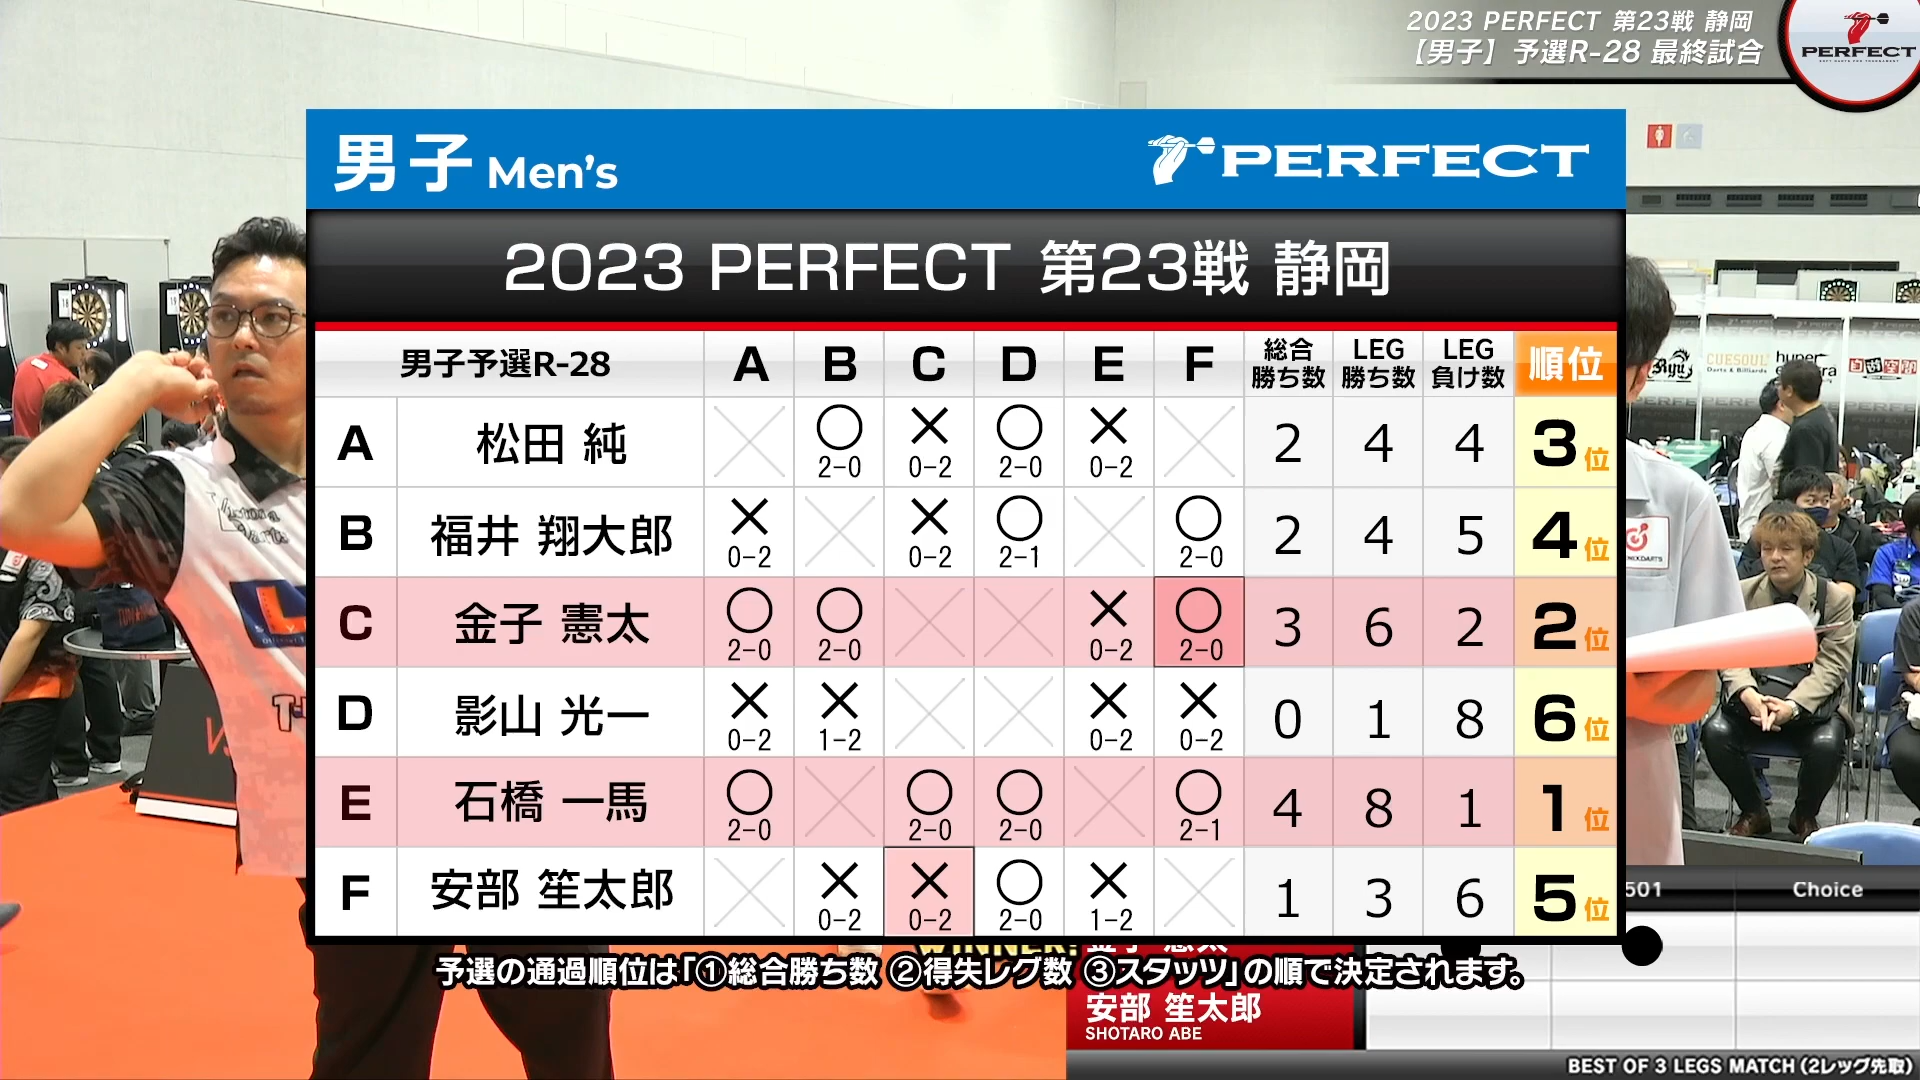 2023 PERFECT 第23戦 静岡
【男子】予選R-28 最終試合
PERFECT
男子 Men's
PERFECT
2023 PERFECT 第23戦 静岡
男子予選R-28 A B C D E F 総合勝ち数 LEG勝ち数 LEG負け数 順位
A 松田 純 ○ 2-0 × 0-2 ○ 2-0 × 0-2 2 4 4 3位
B 福井 翔大郎 × 0-2 × 0-2 ○ 2-1 ○ 2-0 2 4 5 4位
C 金子 憲太 ○ 2-0 ○ 2-0 × 0-2 ○ 2-0 3 6 2 2位
D 影山 光一 × 0-2 × 1-2 × 0-2 × 0-2 0 1 8 6位
E 石橋 一馬 ○ 2-0 ○ 2-0 ○ 2-0 ○ 2-1 4 8 1 1位
F 安部 笙太郎 × 0-2 × 0-2 ○ 2-0 × 1-2 1 3 6 5位
予選の通過順位は「①総合勝ち数 ②得失レグ数 ③スタッツ」の順で決定されます。
501 Choice
WINNER!
金子 憲太
安部 笙太郎
SHOTARO ABE
BEST OF 3 LEGS MATCH (2レッグ先取)
CUESOUL
hyper